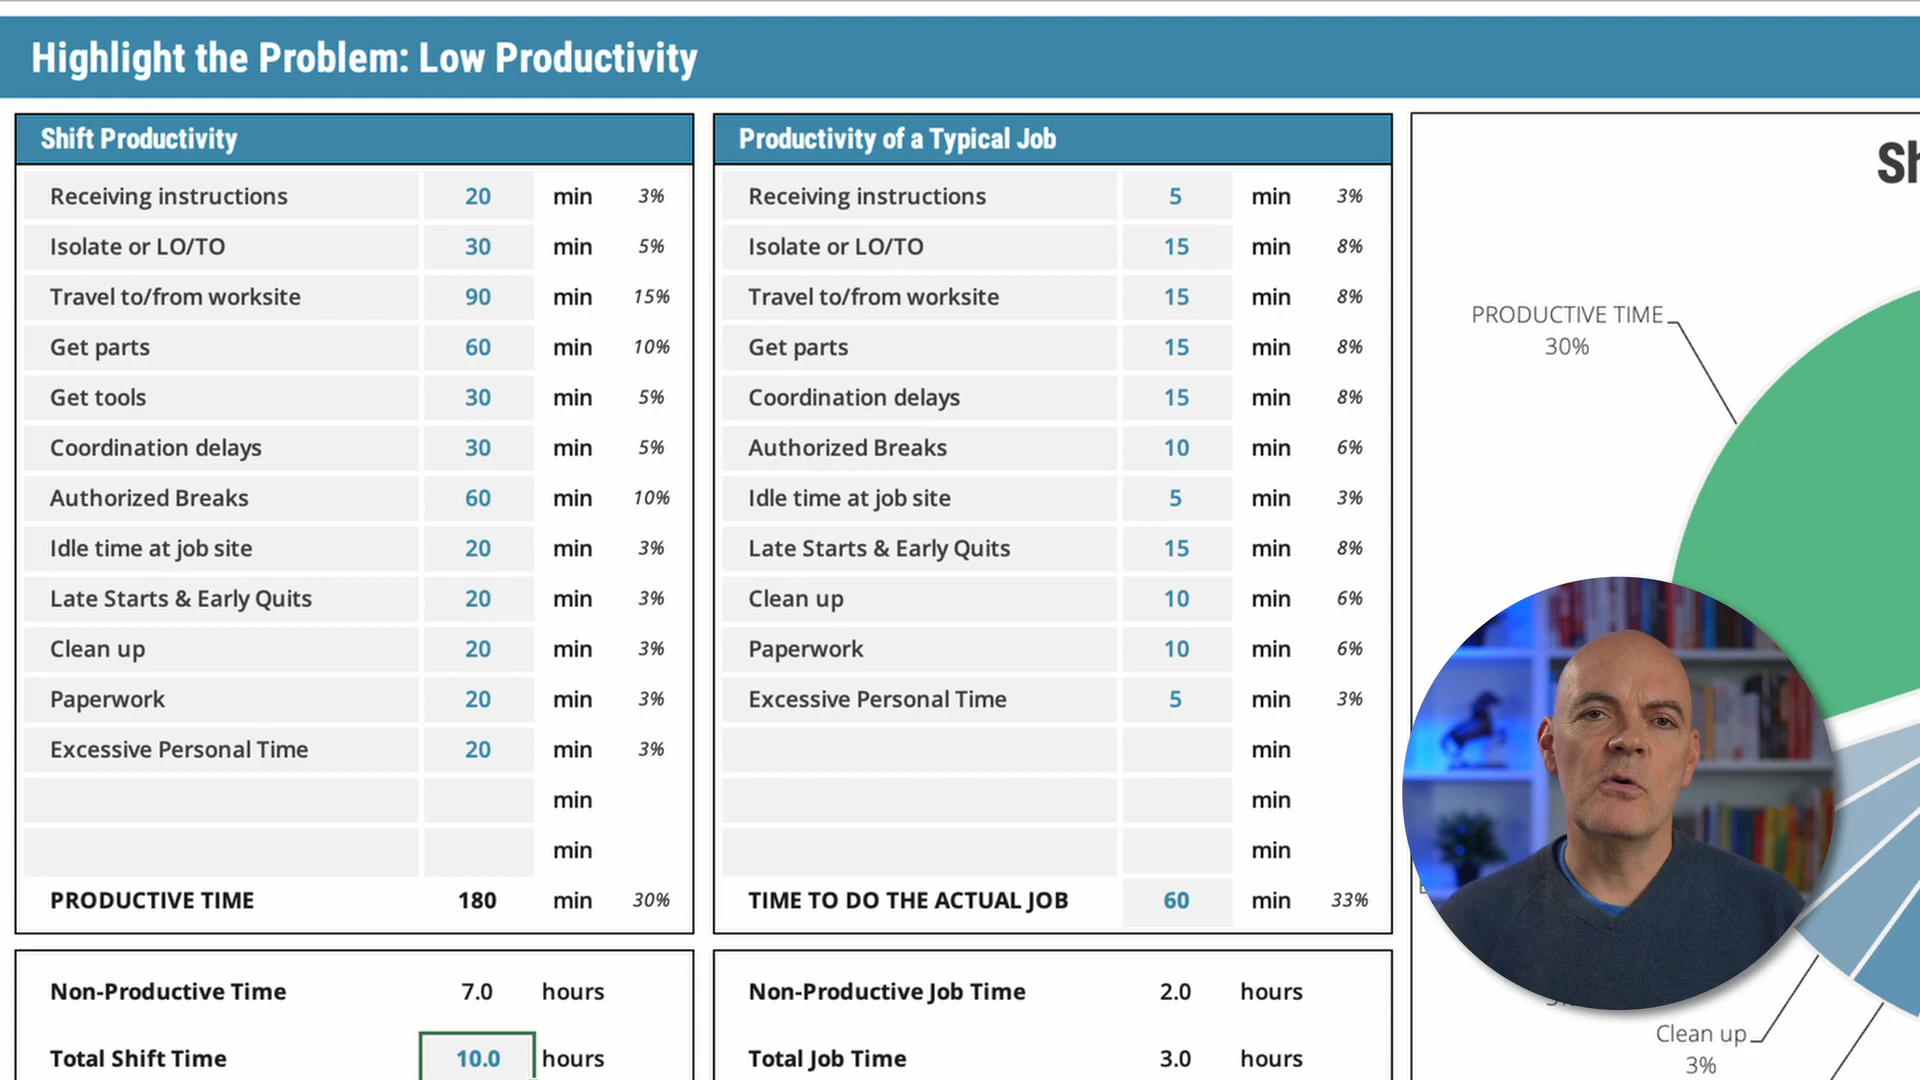 Highlight the Problem: Low Productivity
Shift Productivity
Receiving instructions 20 min 3%
Isolate or LO/TO 30 min 5%
Travel to/from worksite 90 min 15%
Get parts 60 min 10%
Get tools 30 min 5%
Coordination delays 30 min 5%
Authorized Breaks 60 min 10%
Idle time at job site 20 min 3%
Late Starts & Early Quits 20 min 3%
Clean up 20 min 3%
Paperwork 20 min 3%
Excessive Personal Time 20 min 3%
min
min
PRODUCTIVE TIME 180 min 30%
Non-Productive Time 7.0 hours
Total Shift Time 10.0 hours
Productivity of a Typical Job
Receiving instructions 5 min 3%
Isolate or LO/TO 15 min 8%
Travel to/from worksite 15 min 8%
Get parts 15 min 8%
Coordination delays 15 min 8%
Authorized Breaks 10 min 6%
Idle time at job site 5 min 3%
Late Starts & Early Quits 15 min 8%
Clean up 10 min 6%
Paperwork 10 min 6%
Excessive Personal Time 5 min 3%
min
min
min
TIME TO DO THE ACTUAL JOB 60 min 33%
Non-Productive Job Time 2.0 hours
Total Job Time 3.0 hours
Sh
PRODUCTIVE TIME
30%
Clean up
3%